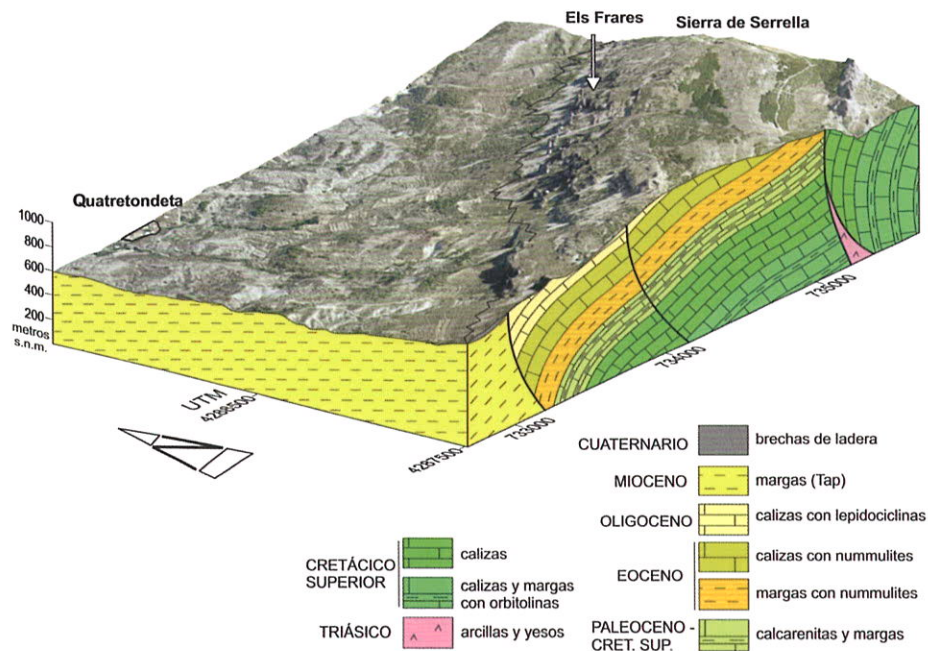 Els Frares
Sierra de Serrella
Quatretondeta
1000
800
600
400
200
metros
s.n.m.
UTM
4288500
4287500
733000
734000
735000
CUATERNARIO
brechas de ladera
MIOCENO
margas (Tap)
OLIGOCENO
calizas con lepidociclinas
EOCENO
calizas con nummulites
margas con nummulites
PALEOCENO -
CRET. SUP.
calcarenitas y margas
CRETÁCICO
SUPERIOR
calizas
calizas y margas
con orbitolinas
TRIÁSICO
arcillas y yesos